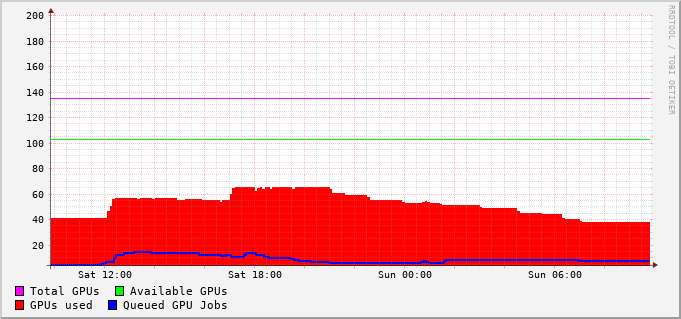 RRDTOOL / TOBI OETIKER
200
180
160
140
120
100
80
60
40
20
Sat 12:00 Sat 18:00 Sun 00:00 Sun 06:00
Total GPUs Available GPUs
GPUs used Queued GPU Jobs